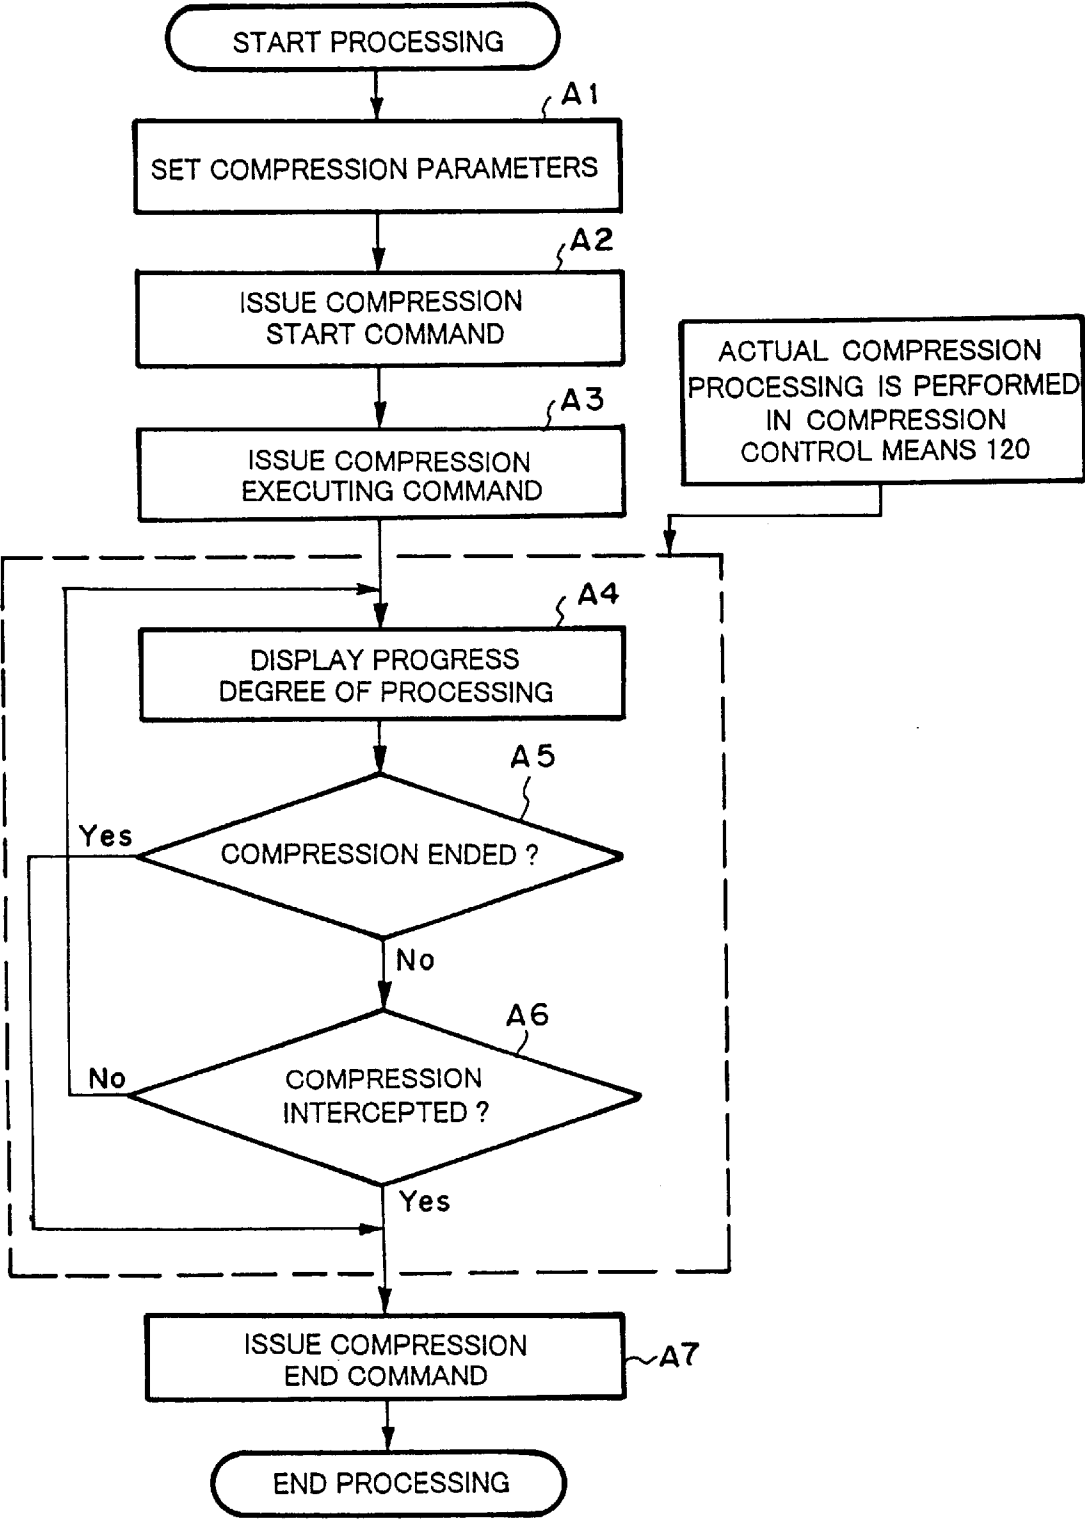 START PROCESSING
A1
SET COMPRESSION PARAMETERS
A2
ISSUE COMPRESSION
START COMMAND
A3
ISSUE COMPRESSION
EXECUTING COMMAND
ACTUAL COMPRESSION
PROCESSING IS PERFORMED
IN COMPRESSION
CONTROL MEANS 120
A4
DISPLAY PROGRESS
DEGREE OF PROCESSING
A5
Yes
COMPRESSION ENDED ?
No
A6
No
COMPRESSION
INTERCEPTED ?
Yes
ISSUE COMPRESSION
END COMMAND
A7
END PROCESSING